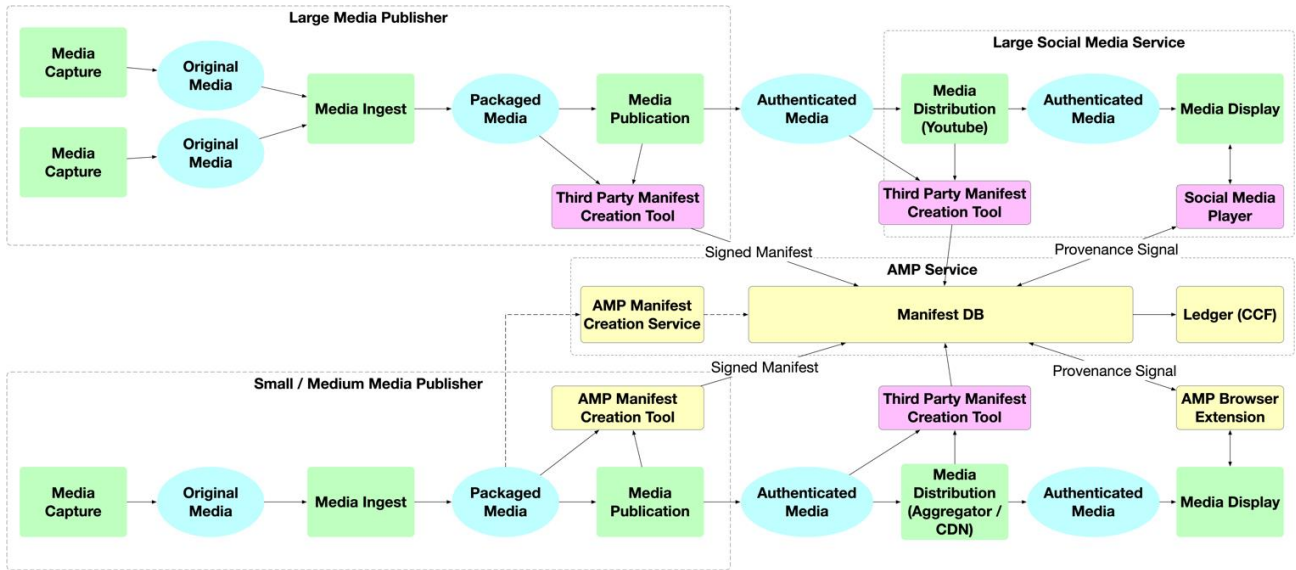 Large Media Publisher
Media
Capture
Original
Media
Media Ingest
Packaged
Media
Media
Publication
Media
Capture
Original
Media
Third Party Manifest
Creation Tool
Authenticated
Media
Large Social Media Service
Media
Distribution
(Youtube)
Authenticated
Media
Media Display
Third Party Manifest
Creation Tool
Social Media
Player
Signed Manifest
Provenance Signal
AMP Service
AMP Manifest
Creation Service
Manifest DB
Ledger (CCF)
Signed Manifest
Provenance Signal
Small / Medium Media Publisher
AMP Manifest
Creation Tool
Third Party Manifest
Creation Tool
AMP Browser
Extension
Media
Capture
Original
Media
Media Ingest
Packaged
Media
Media
Publication
Authenticated
Media
Media
Distribution
(Aggregator /
CDN)
Authenticated
Media
Media Display